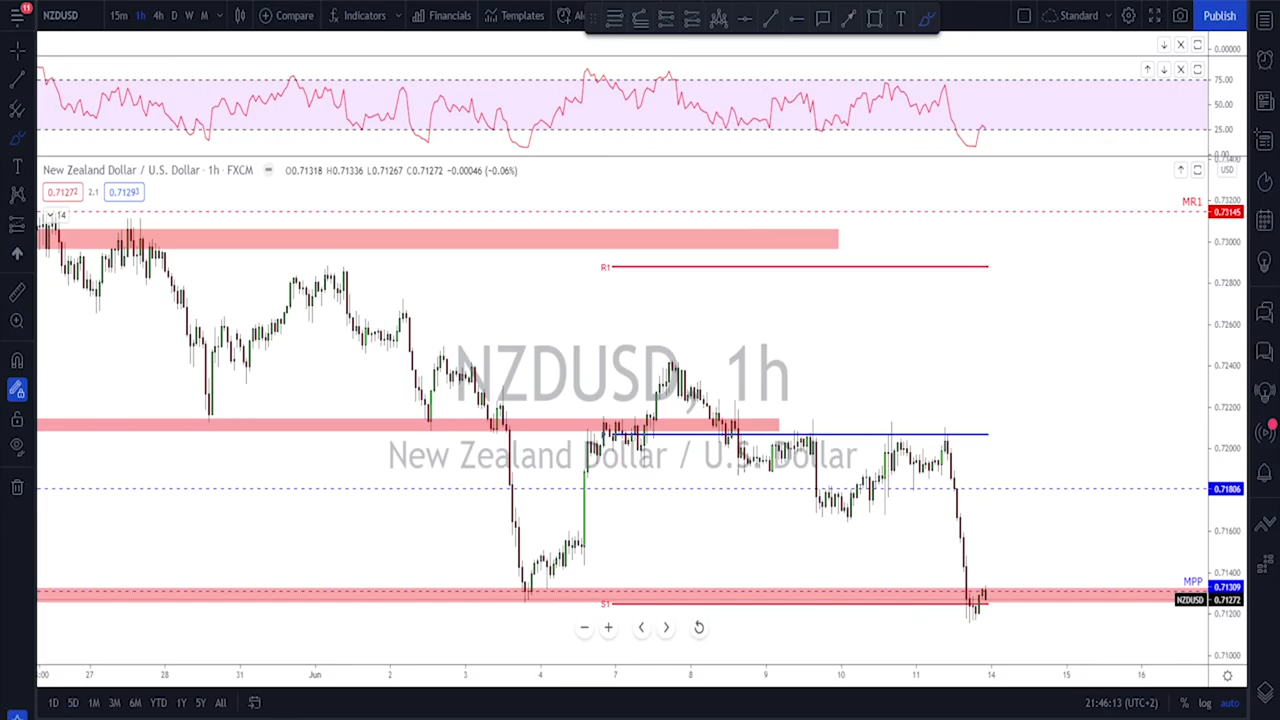 11
NZDUSD 15m 1h 4h D W M Compare Indicators Financials Templates Standard Publish
0.00000
75.00
50.00
25.00
0.00
New Zealand Dollar / U.S. Dollar · 1h · FXCM O0.71318 H0.71336 L0.71267 C0.71272 −0.00046 (−0.06%)
USD
0.71272 2.1 0.71293
14
MR1
0.73200
0.73145
0.73000
R1
0.72800
0.72600
0.72400
NZDUSD, 1h
0.72200
New Zealand Dollar / U.S. Dollar
0.72000
0.71806
0.71600
0.71400
MPP
0.71309
NZDUSD 0.71272
S1
0.71200
0.71000
27 28 31 Jun 2 3 4 7 8 9 10 11 14 15 16
1D 5D 1M 3M 6M YTD 1Y 5Y All 21:46:13 (UTC+2) % log auto